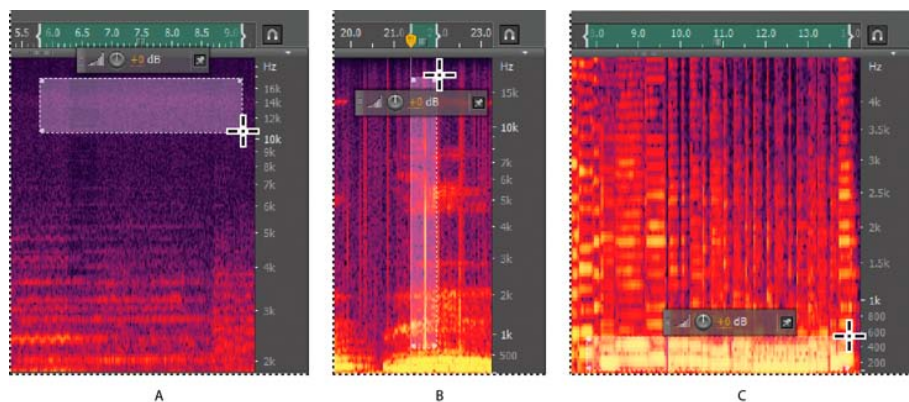 5.5 6.0 6.5 7.0 7.5 8.0 8.5 9.0
+0 dB
Hz
16k
14k
12k
10k
9k
8k
7k
6k
5k
4k
3k
2k
A
20.0 21.0 23.0
+0 dB
Hz
15k
10k
7k
6k
5k
3k
2k
1k
500
B
9.0 10.0 11.0 12.0 13.0
+6 dB
Hz
4k
3.5k
3k
2.5k
2k
1.5k
1k
800
600
400
200
C